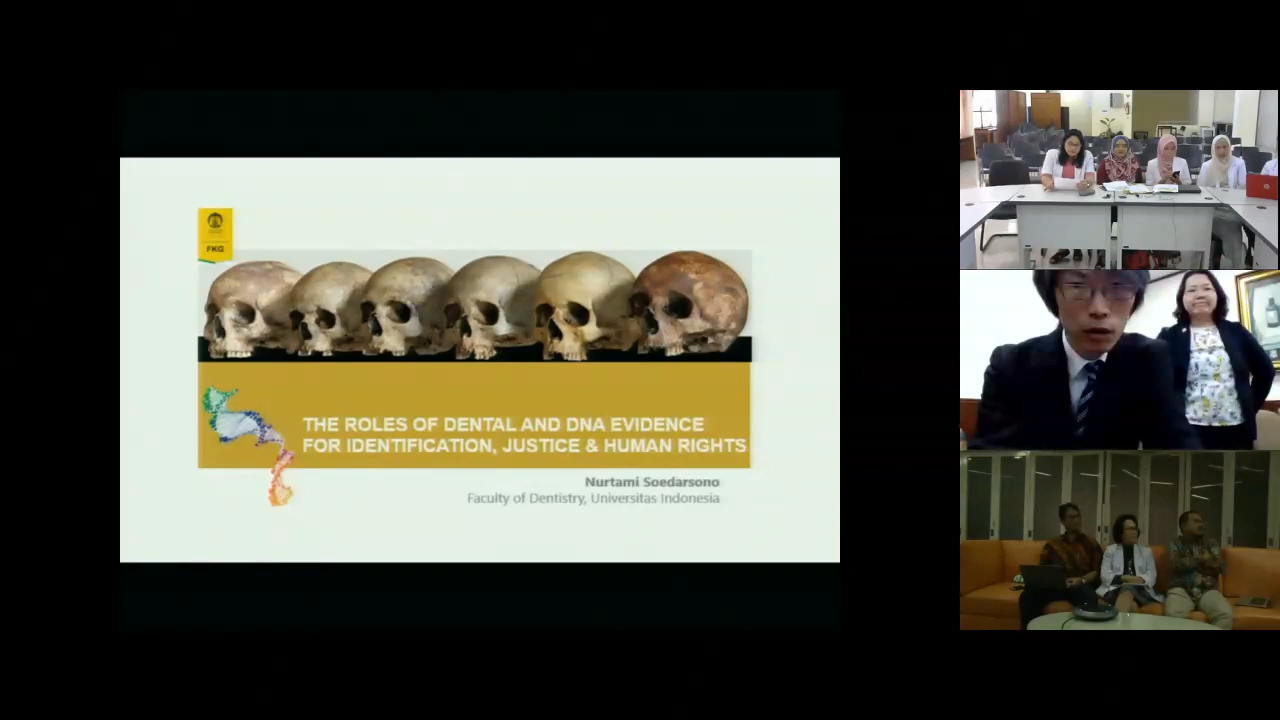 FKG
THE ROLES OF DENTAL AND DNA EVIDENCE
FOR IDENTIFICATION, JUSTICE & HUMAN RIGHTS
Nurtami Soedarsono
Faculty of Dentistry, Universitas Indonesia